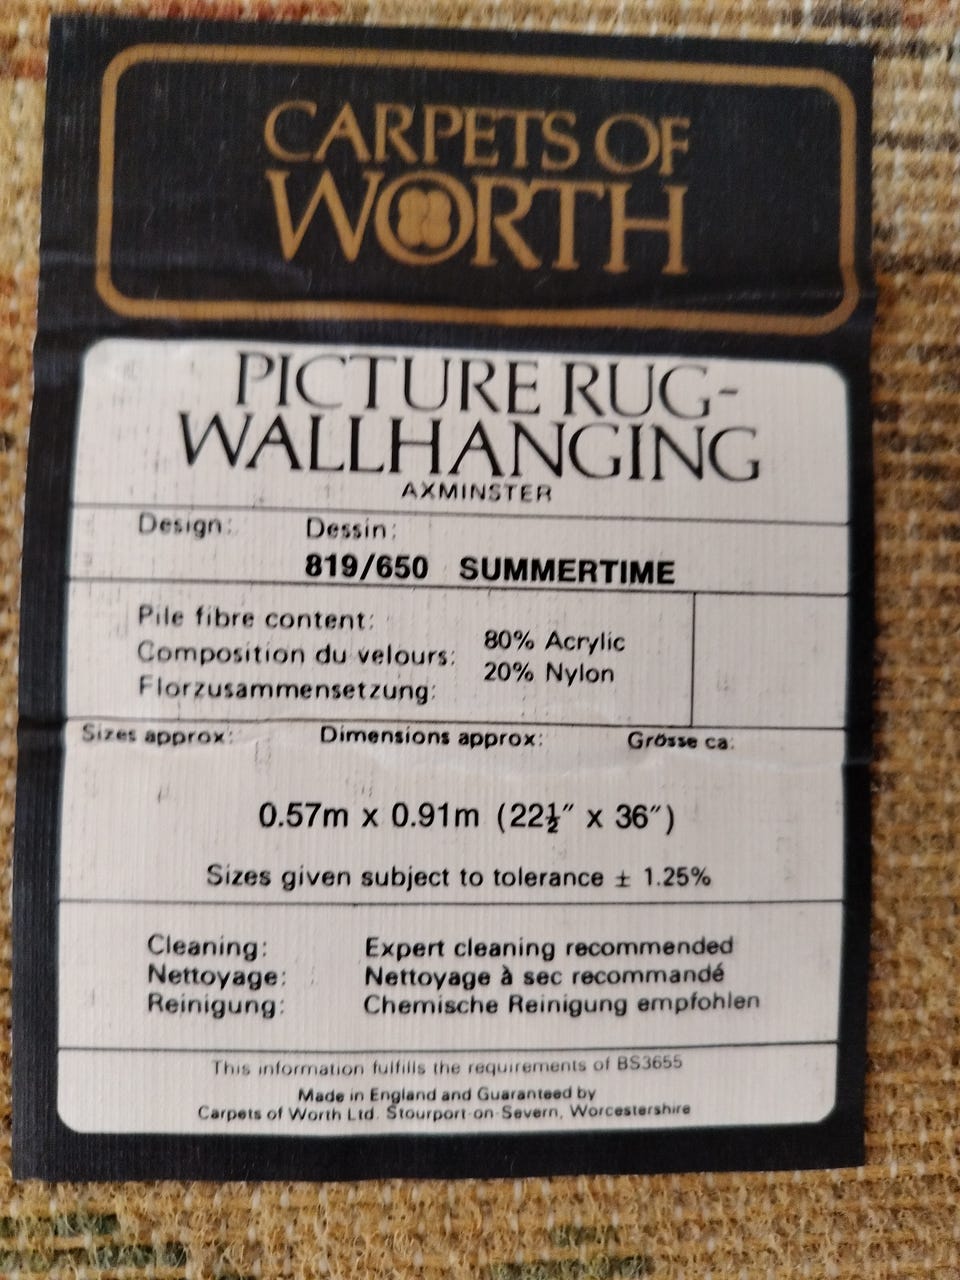 CARPETS OF
WORTH
PICTURE RUG-
WALLHANGING
AXMINSTER
Design: Dessin:
819/650 SUMMERTIME
Pile fibre content:
Composition du velours:
Florzusammensetzung:
80% Acrylic
20% Nylon
Sizes approx: Dimensions approx: Grösse ca:
0.57m x 0.91m (22½″ x 36″)
Sizes given subject to tolerance ± 1.25%
Cleaning: Expert cleaning recommended
Nettoyage: Nettoyage à sec recommandé
Reinigung: Chemische Reinigung empfohlen
This information fulfills the requirements of BS3655
Made in England and Guaranteed by
Carpets of Worth Ltd. Stourport-on-Severn, Worcestershire